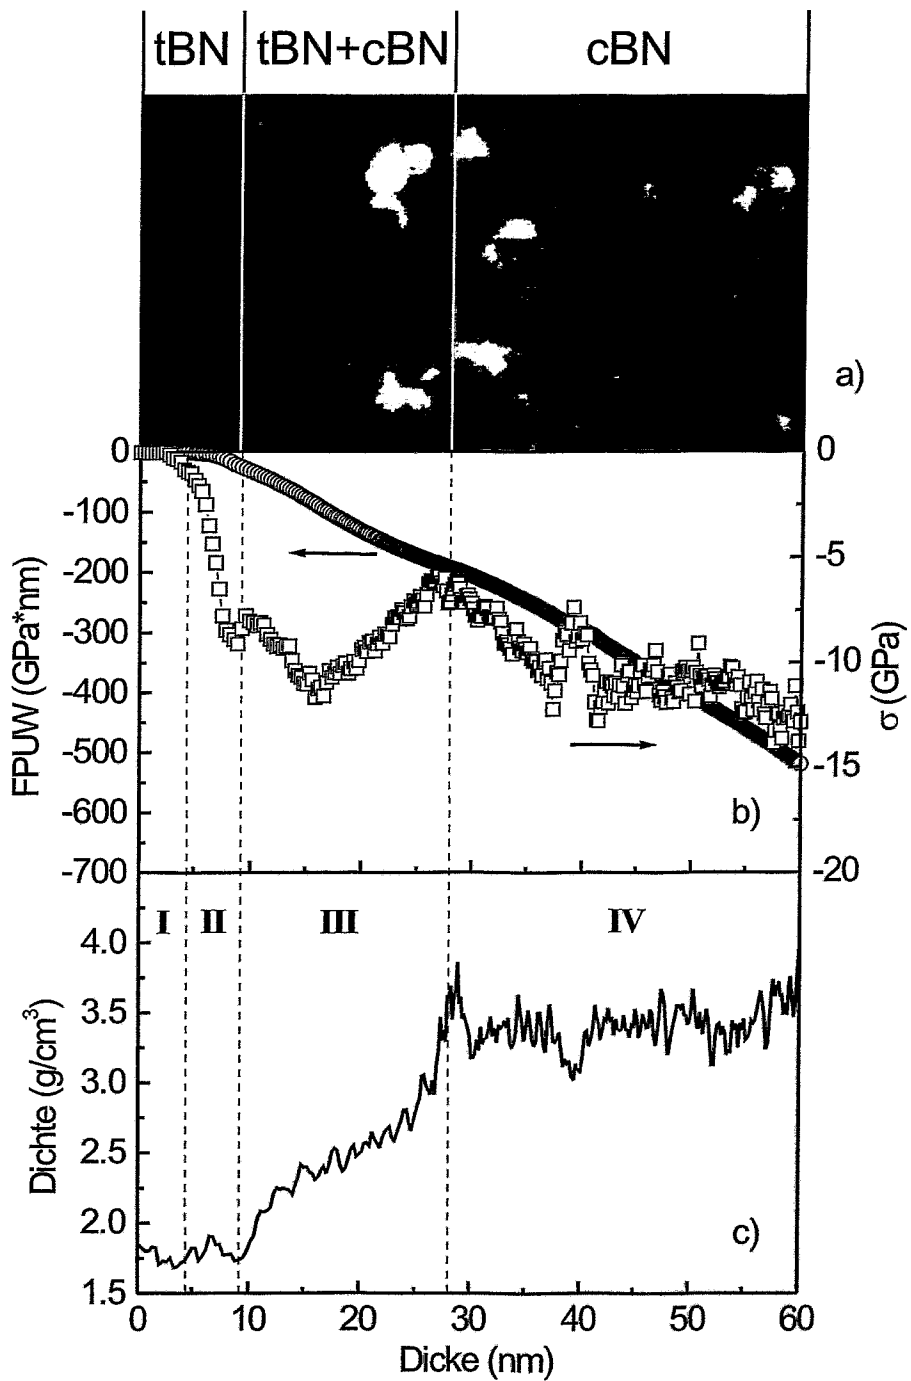 tBN tBN+cBN cBN
a)
0 0
-100
-200 -5
-300
-400 -10
-500
-600 -15
-700 -20
FPUW (GPa*nm)
σ (GPa)
b)
I II III IV
4.0
3.5
3.0
2.5
2.0
1.5
Dichte (g/cm³)
c)
0 10 20 30 40 50 60
Dicke (nm)